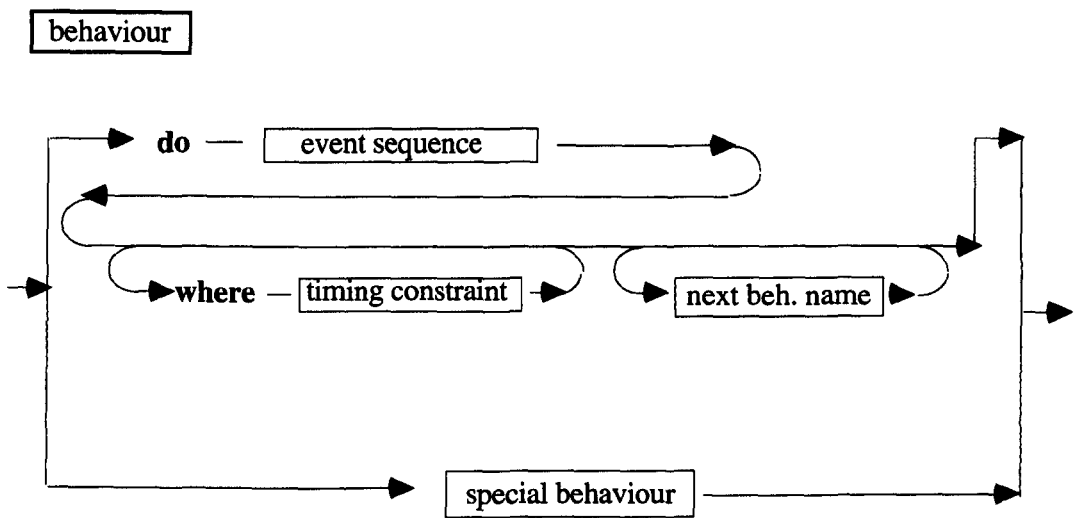 behaviour
do event sequence
where timing constraint next beh. name
special behaviour